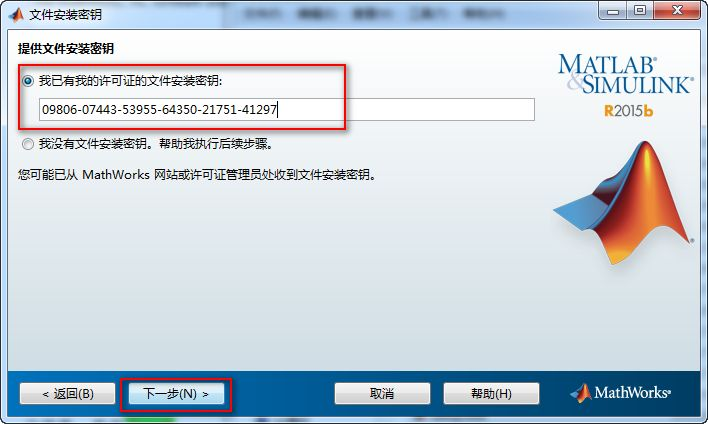 文件安装密钥
提供文件安装密钥
MATLAB
&SIMULINK®
R2015b
我已有我的许可证的文件安装密钥:
09806-07443-53955-64350-21751-41297
我没有文件安装密钥。帮助我执行后续步骤。
您可能已从 MathWorks 网站或许可证管理员处收到文件安装密钥。
< 返回(B)
下一步(N) >
取消
帮助(H)
MathWorks®